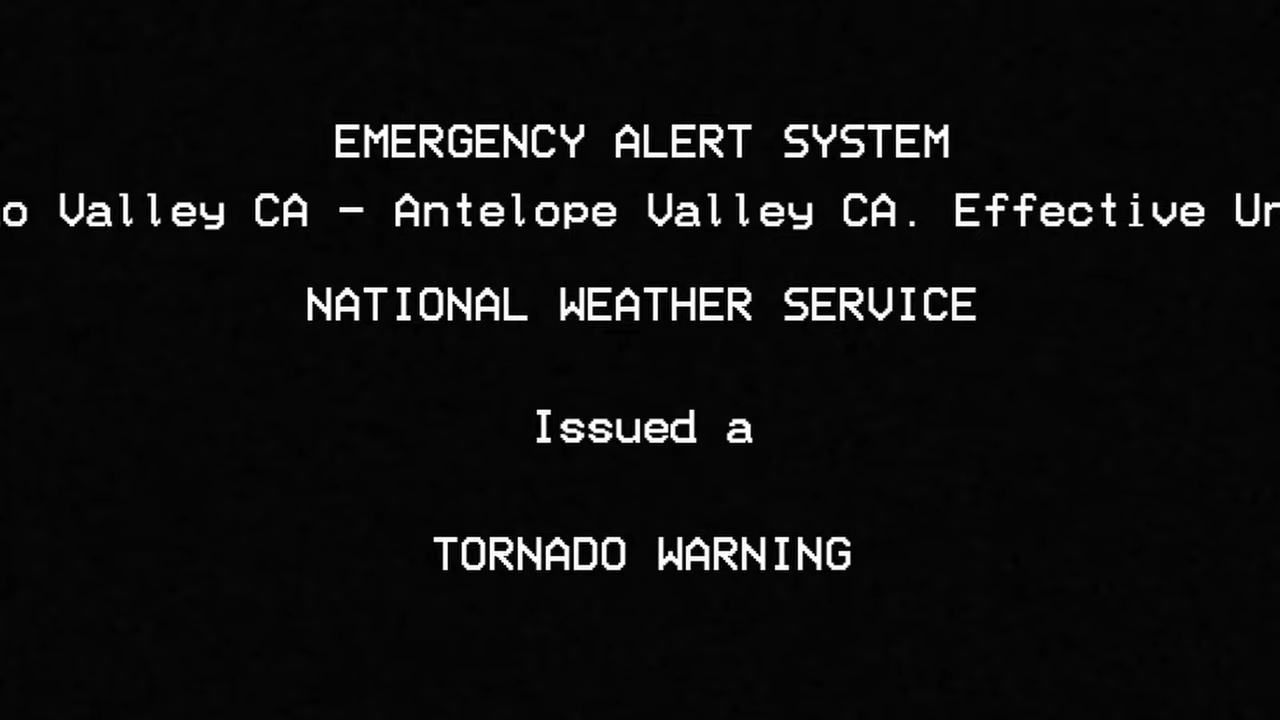 EMERGENCY ALERT SYSTEM
Valley CA - Antelope Valley CA. Effective
NATIONAL WEATHER SERVICE
Issued a
TORNADO WARNING